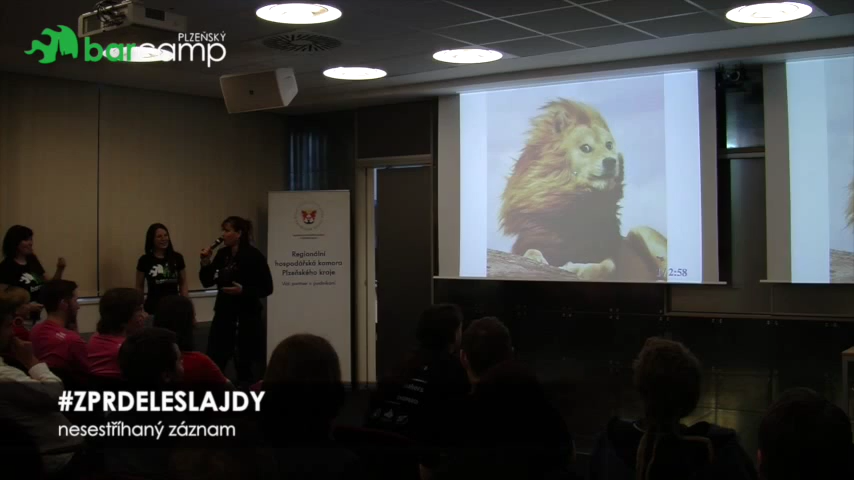 PLZEŇSKÝ
barcamp
Regionální
hospodářská komora
Plzeňského kraje
2:58
#ZPRDELESLAJDY
nesestříhaný záznam